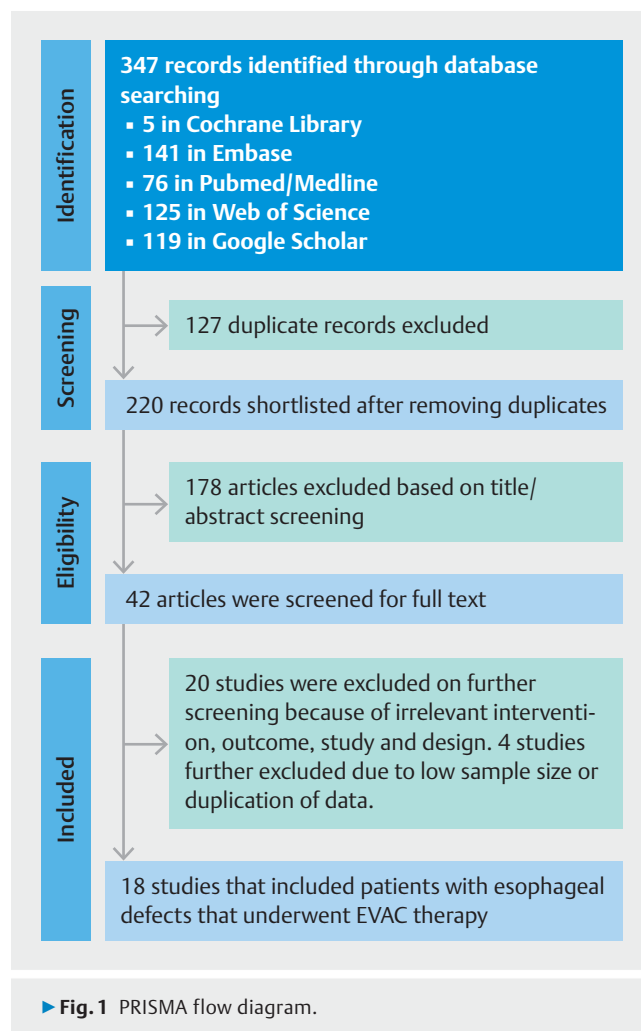 Identification
347 records identified through database
searching
▪ 5 in Cochrane Library
▪ 141 in Embase
▪ 76 in Pubmed/Medline
▪ 125 in Web of Science
▪ 119 in Google Scholar
Screening
127 duplicate records excluded
220 records shortlisted after removing duplicates
Eligibility
178 articles excluded based on title/
abstract screening
42 articles were screened for full text
Included
20 studies were excluded on further
screening because of irrelevant interventi-
on, outcome, study and design. 4 studies
further excluded due to low sample size or
duplication of data.
18 studies that included patients with esophageal
defects that underwent EVAC therapy
▶ Fig. 1 PRISMA flow diagram.